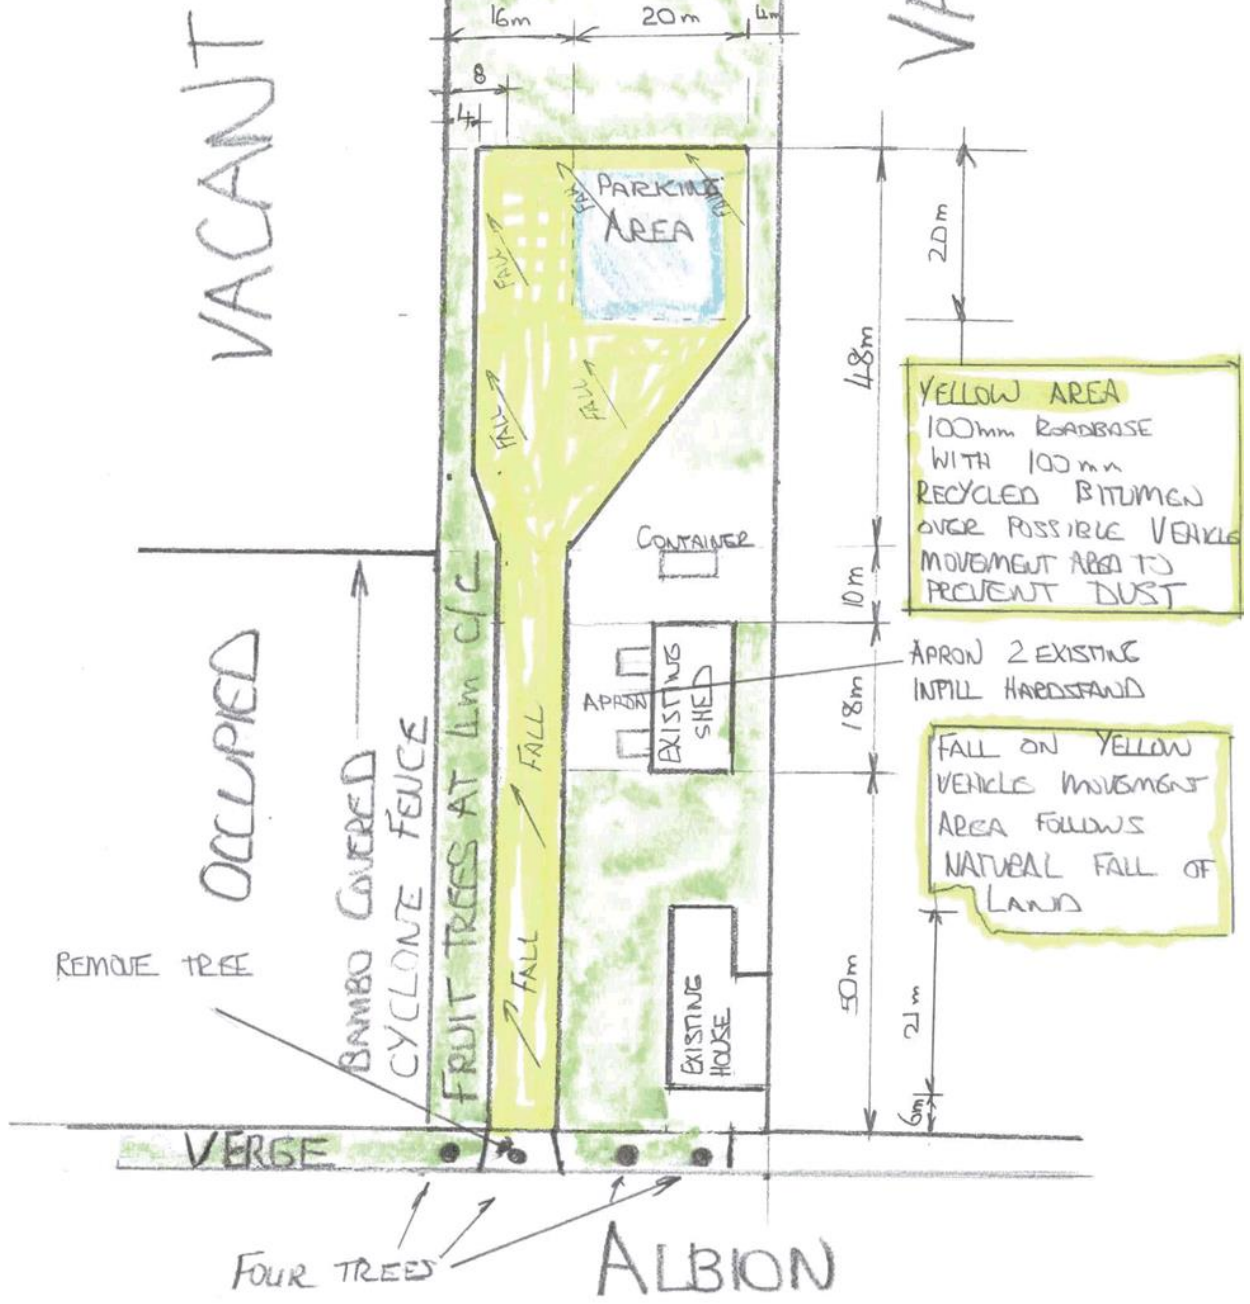 16m
20m
4m
8
4
VACANT
PARKING
AREA
FALL
FALL
FALL
FALL
FALL
48m
20m
YELLOW AREA
100mm ROADBASE
WITH 100mm
RECYCLED BITUMEN
OVER POSSIBLE VEHICLE
MOVEMENT AREA TO
PREVENT DUST
CONTAINER
10m
APRON 2 EXISTING
INFILL HARDSTAND
EXISTING
SHED
APRON
18m
FALL
FALL ON YELLOW
VEHICLE MOVEMENT
AREA FOLLOWS
NATURAL FALL OF
LAND
OCCUPIED
BAMBO COVERED
CYCLONE FENCE
FRUIT TREES AT 4m C/C
FALL
50m
21m
6m
EXISTING
HOUSE
REMOVE TREE
VERGE
FOUR TREES
ALBION